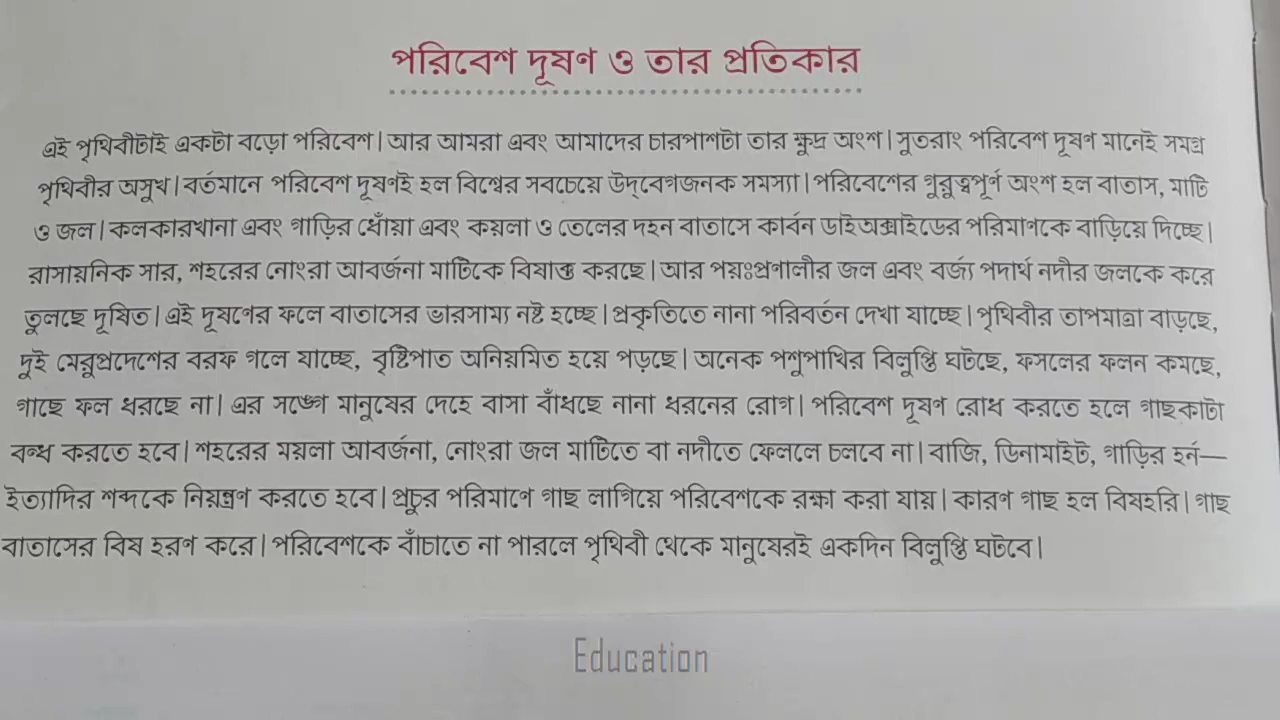 পরিবেশ দূষণ ও তার প্রতিকার
এই পৃথিবীটাই একটা বড়ো পরিবেশ। আর আমরা এবং আমাদের চারপাশটা তার ক্ষুদ্র অংশ। সুতরাং পরিবেশ দূষণ মানেই সমগ্র
পৃথিবীর অসুখ। বর্তমানে পরিবেশ দূষণই হল বিশ্বের সবচেয়ে উদ্‌বেগজনক সমস্যা। পরিবেশের গুরুত্বপূর্ণ অংশ হল বাতাস, মাটি
ও জল। কলকারখানা এবং গাড়ির ধোঁয়া এবং কয়লা ও তেলের দহন বাতাসে কার্বন ডাইঅক্সাইডের পরিমাণকে বাড়িয়ে দিচ্ছে।
রাসায়নিক সার, শহরের নোংরা আবর্জনা মাটিকে বিষাক্ত করছে। আর পয়ঃপ্রণালীর জল এবং বর্জ্য পদার্থ নদীর জলকে করে
তুলছে দূষিত। এই দূষণের ফলে বাতাসের ভারসাম্য নষ্ট হচ্ছে। প্রকৃতিতে নানা পরিবর্তন দেখা যাচ্ছে। পৃথিবীর তাপমাত্রা বাড়ছে,
দুই মেরুপ্রদেশের বরফ গলে যাচ্ছে, বৃষ্টিপাত অনিয়মিত হয়ে পড়ছে। অনেক পশুপাখির বিলুপ্তি ঘটছে, ফসলের ফলন কমছে,
গাছে ফল ধরছে না। এর সঙ্গে মানুষের দেহে বাসা বাঁধছে নানা ধরনের রোগ। পরিবেশ দূষণ রোধ করতে হলে গাছকাটা
বন্ধ করতে হবে। শহরের ময়লা আবর্জনা, নোংরা জল মাটিতে বা নদীতে ফেললে চলবে না। বাজি, ডিনামাইট, গাড়ির হর্ন—
ইত্যাদির শব্দকে নিয়ন্ত্রণ করতে হবে। প্রচুর পরিমাণে গাছ লাগিয়ে পরিবেশকে রক্ষা করা যায়। কারণ গাছ হল বিষহরি। গাছ
বাতাসের বিষ হরণ করে। পরিবেশকে বাঁচাতে না পারলে পৃথিবী থেকে মানুষেরই একদিন বিলুপ্তি ঘটবে।
Education